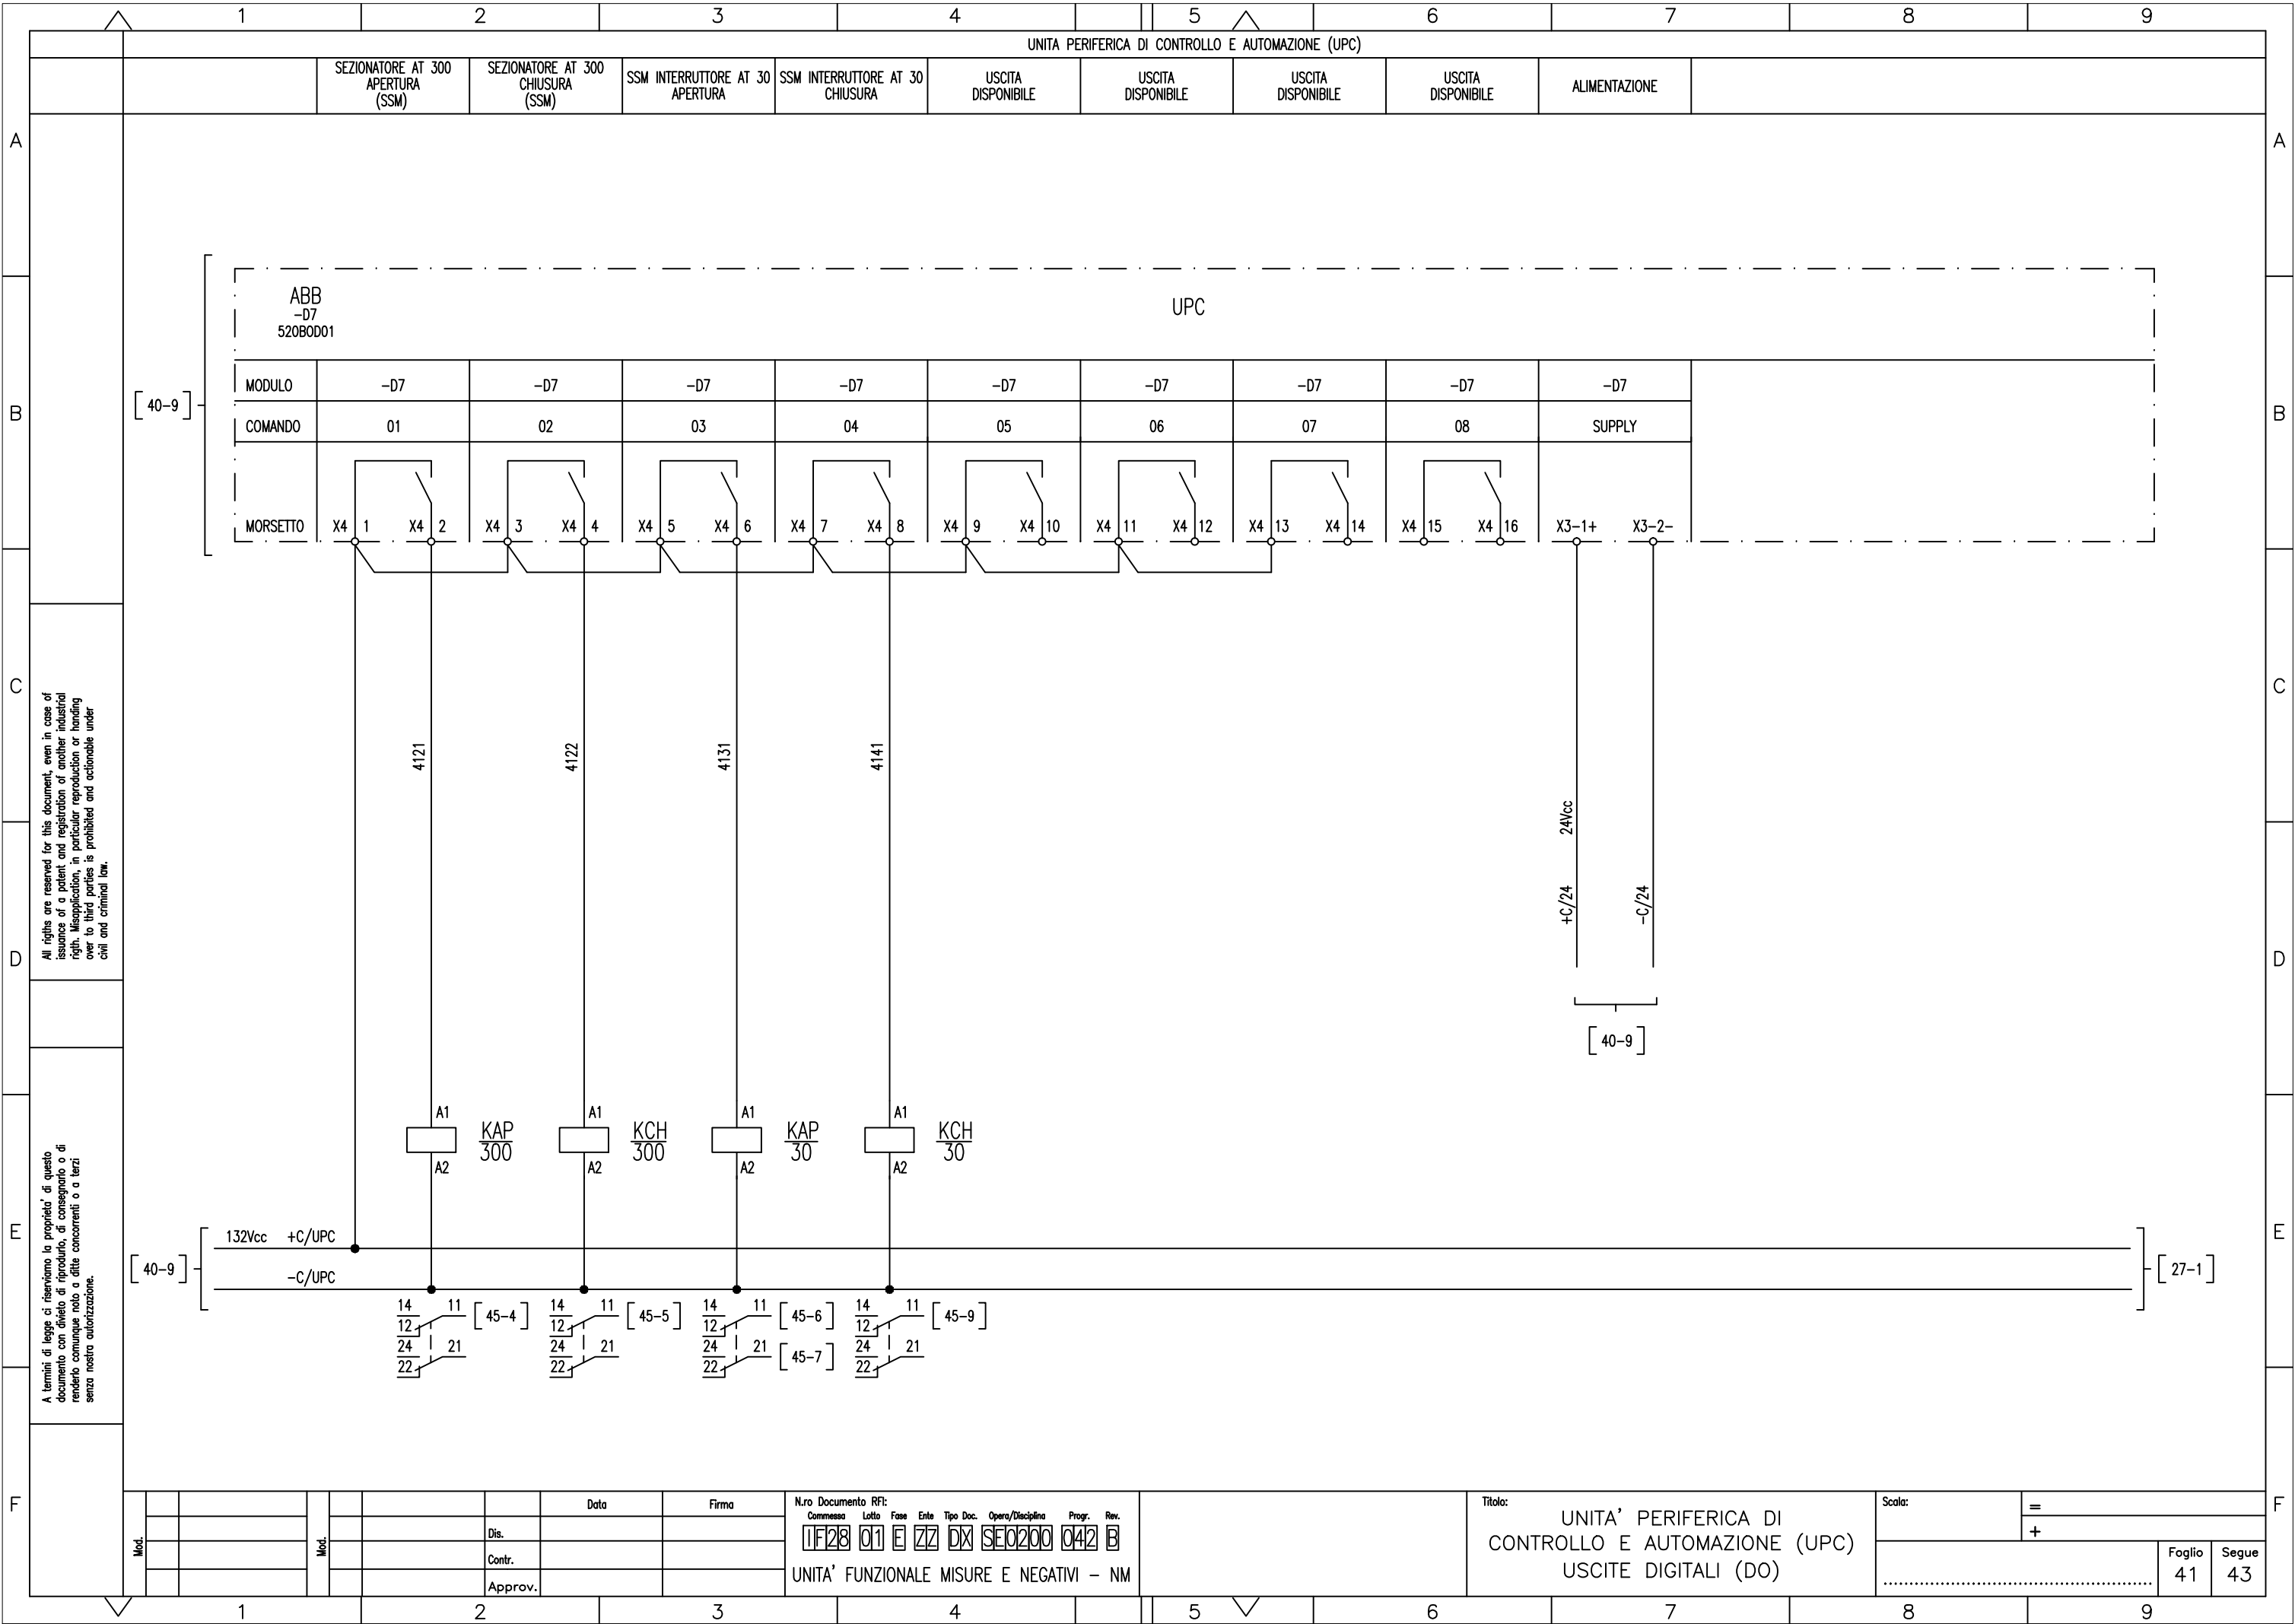 1 2 3 4 5 6 7 8 9
UNITA PERIFERICA DI CONTROLLO E AUTOMAZIONE (UPC)
SEZIONATORE AT 300
APERTURA
(SSM)
SEZIONATORE AT 300
CHIUSURA
(SSM)
SSM INTERRUTTORE AT 30
APERTURA
SSM INTERRUTTORE AT 30
CHIUSURA
USCITA
DISPONIBILE
USCITA
DISPONIBILE
USCITA
DISPONIBILE
USCITA
DISPONIBILE
ALIMENTAZIONE
A A
ABB
-D7
520BOD01
UPC
MODULO -D7 -D7 -D7 -D7 -D7 -D7 -D7 -D7 -D7
[40-9]
B B
COMANDO 01 02 03 04 05 06 07 08 SUPPLY
MORSETTO X4 1 X4 2 X4 3 X4 4 X4 5 X4 6 X4 7 X4 8 X4 9 X4 10 X4 11 X4 12 X4 13 X4 14 X4 15 X4 16 X3-1+ X3-2-
C C
4121 4122 4131 4141
24Vcc
+C/24 -C/24
D D
[40-9]
All rigths are reserved for this document, even in case of
issuance of a patent and registration of another industrial
rigth. Misapplication, in particular reproduction or handing
over to third parties is prohibited and actionable under
civil and criminal law.
A1 A1 A1 A1
KAP
300
KCH
300
KAP
30
KCH
30
A2 A2 A2 A2
A termini di legge ci riserviamo la proprieta' di questo
documento con divieto di riprodurlo, di consegnarlo o di
renderlo comunque noto a ditte concorrenti o a terzi
senza nostra autorizzazione.
E E
132Vcc +C/UPC
[40-9]
-C/UPC
[27-1]
14 11 [45-4] 14 11 [45-5] 14 11 [45-6] 14 11 [45-9]
12 12 12 12
24 21 24 21 24 21 [45-7] 24 21
22 22 22 22
F F
Mod. Mod.
Data Firma
Dis.
Contr.
Approv.
N.ro Documento RFI:
Commessa Lotto Fase Ente Tipo Doc. Opera/Disciplina Progr. Rev.
IF28 01 E ZZ DX SE0200 042 B
UNITA' FUNZIONALE MISURE E NEGATIVI - NM
Titolo:
UNITA' PERIFERICA DI
CONTROLLO E AUTOMAZIONE (UPC)
USCITE DIGITALI (DO)
Scala:
=
+
Foglio
41
Segue
43
1 2 3 4 5 6 7 8 9